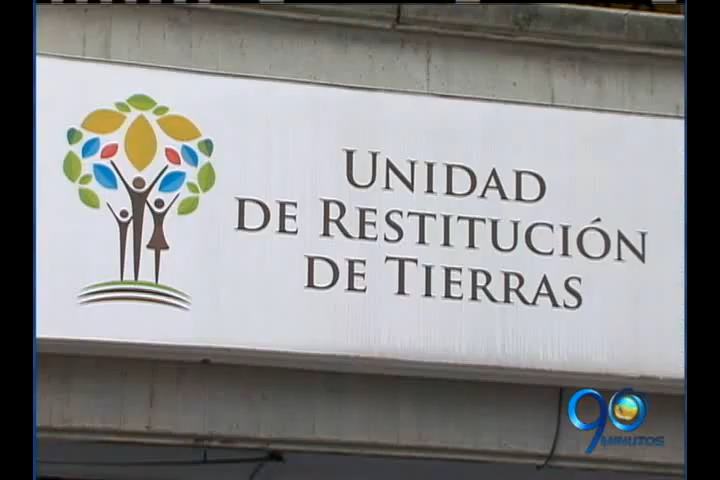 UNIDAD
DE RESTITUCIÓN
DE TIERRAS
90
MINUTOS